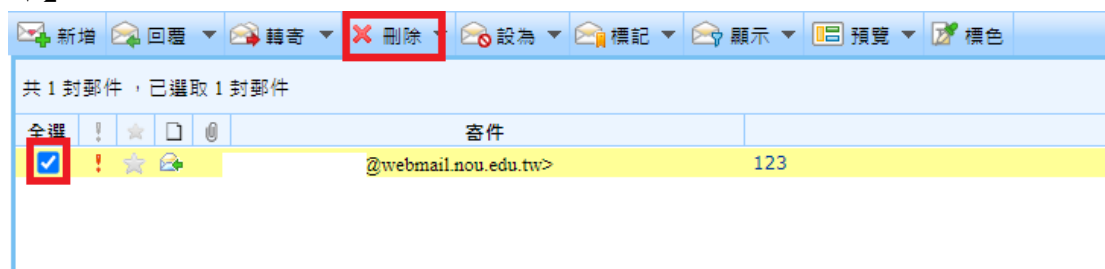 新增 回覆 轉寄 刪除 設為 標記 顯示 預覽 標色
共 1 封郵件，已選取 1 封郵件
全選 寄件
@webmail.nou.edu.tw> 123